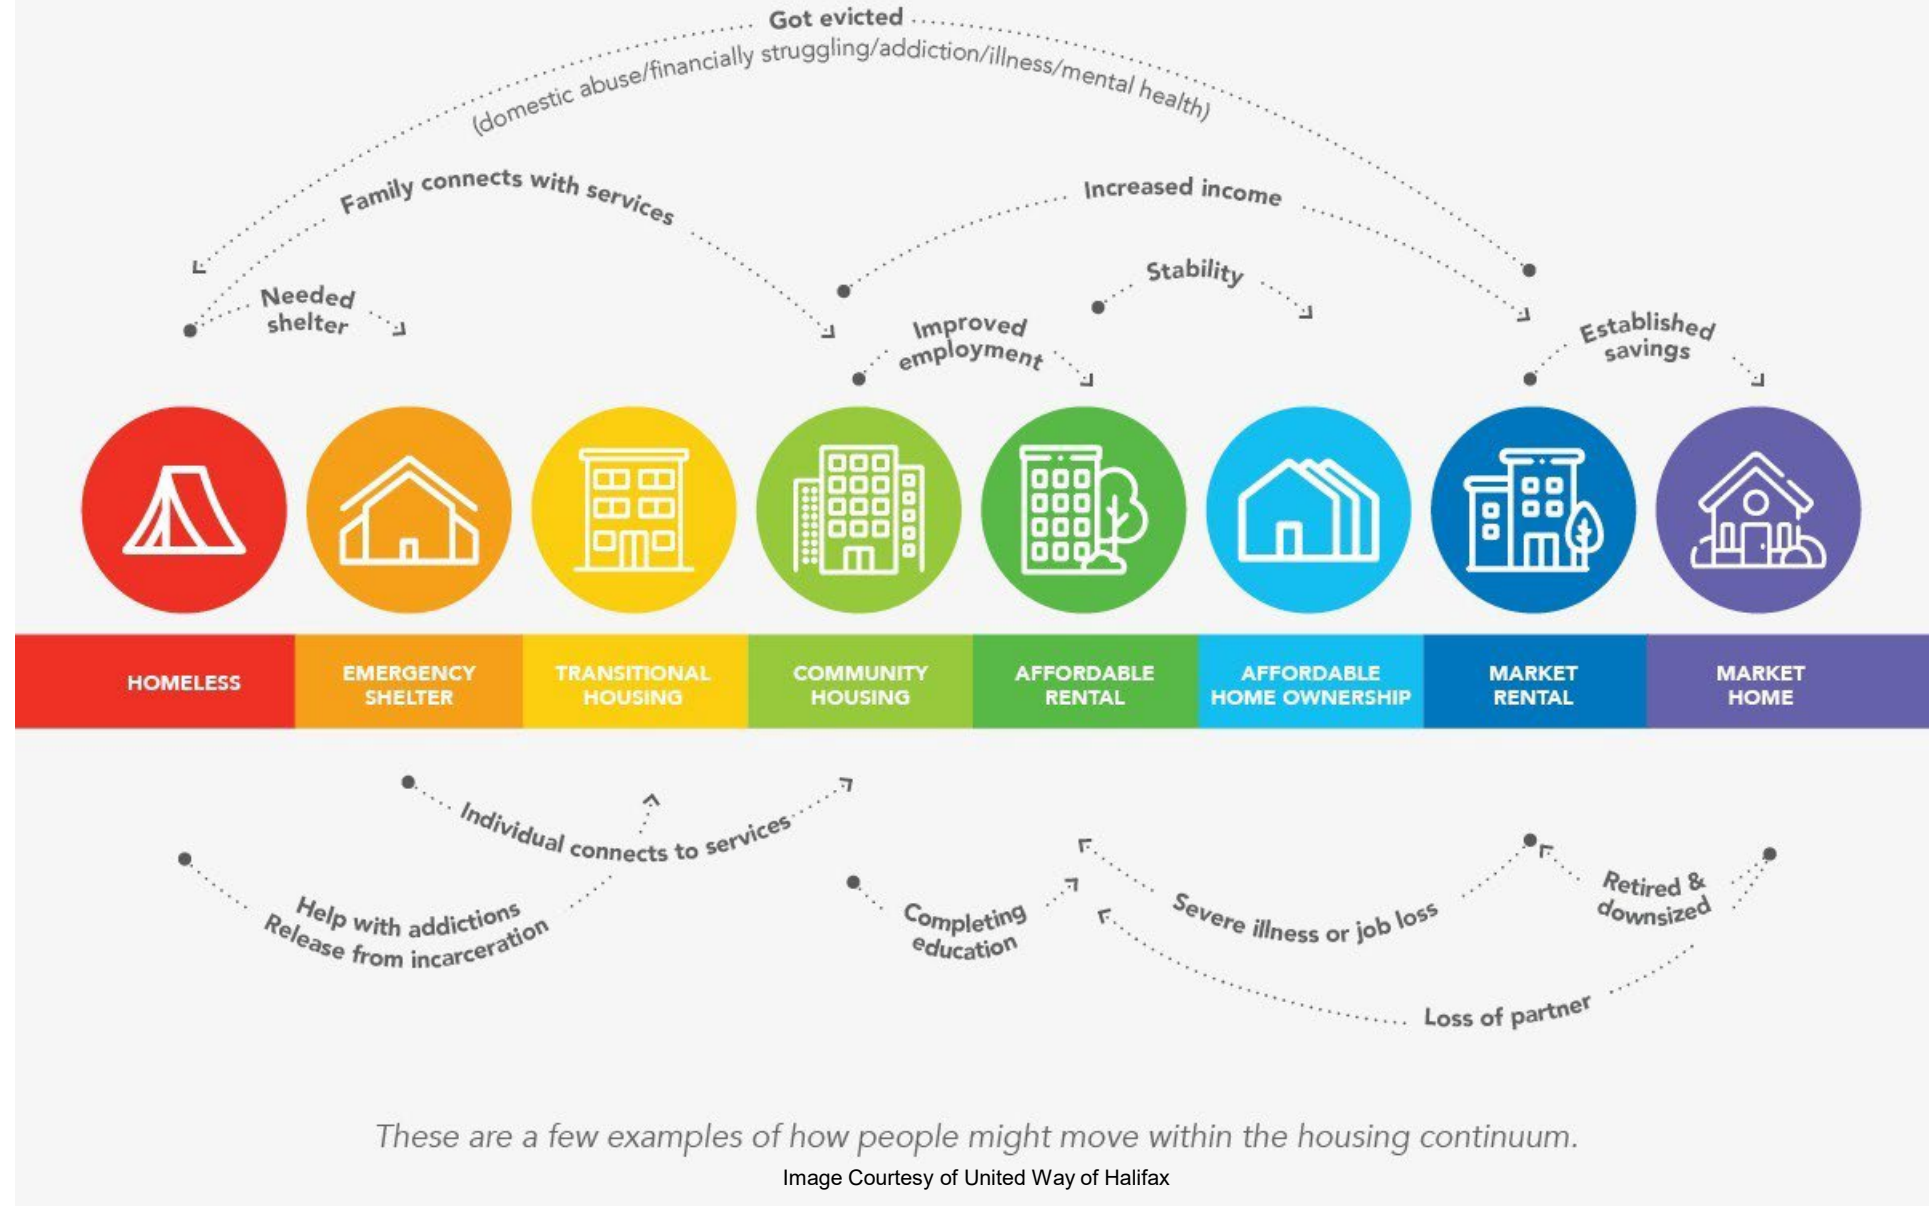 Got evicted
(domestic abuse/financially struggling/addiction/illness/mental health)
Family connects with services
Increased income
Needed
shelter
Stability
Improved
employment
Established
savings
HOMELESS
EMERGENCY
SHELTER
TRANSITIONAL
HOUSING
COMMUNITY
HOUSING
AFFORDABLE
RENTAL
AFFORDABLE
HOME OWNERSHIP
MARKET
RENTAL
MARKET
HOME
Individual connects to services
Help with addictions
Release from incarceration
Completing
education
Severe illness or job loss
Retired &
downsized
Loss of partner
These are a few examples of how people might move within the housing continuum.
Image Courtesy of United Way of Halifax